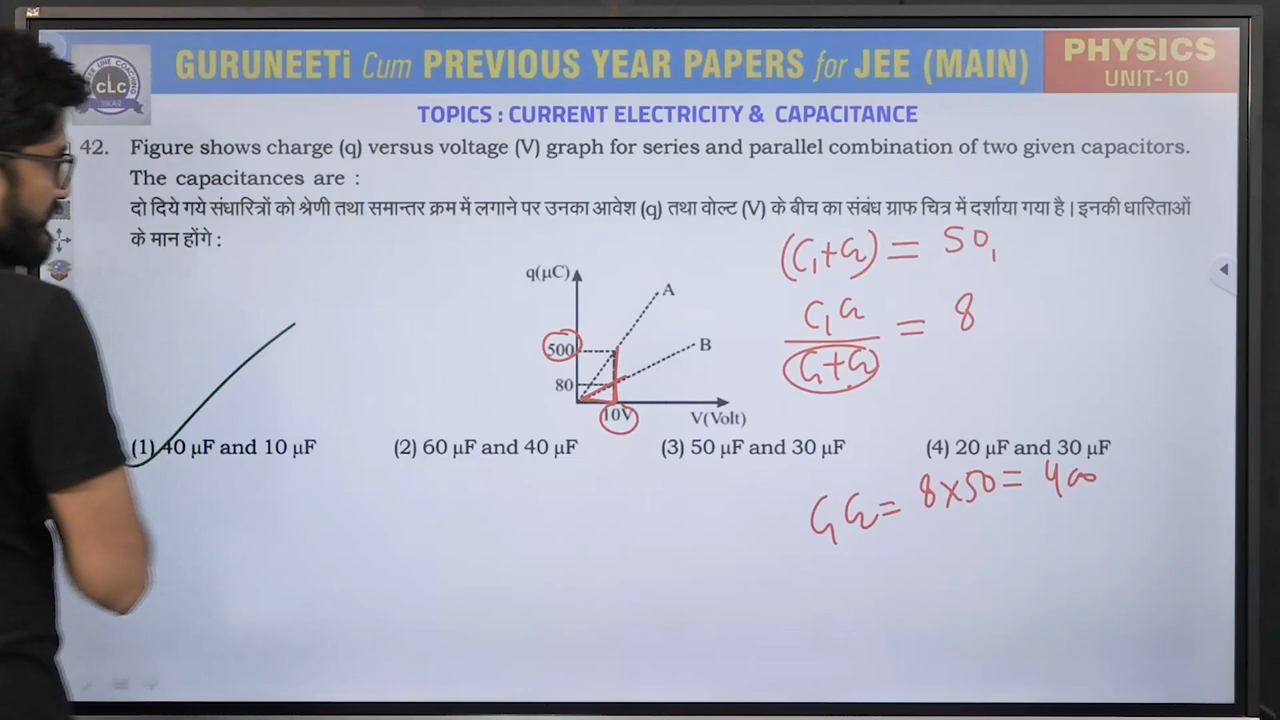 GURUNEETi Cum PREVIOUS YEAR PAPERS for JEE (MAIN)
PHYSICS
UNIT-10
CLC
SIKAR
TOPICS : CURRENT ELECTRICITY & CAPACITANCE
42. Figure shows charge (q) versus voltage (V) graph for series and parallel combination of two given capacitors.
The capacitances are :
दो दिये गये संधारित्रों को श्रेणी तथा समान्तर क्रम में लगाने पर उनका आवेश (q) तथा वोल्ट (V) के बीच का संबंध ग्राफ चित्र में दर्शाया गया है। इनकी धारिताओं
के मान होंगे :
(C₁+C₂) = 50,
q(μC)
A
C₁C₂
C₁+C₂
= 8
B
500
80
10V
V(Volt)
(1) 40 μF and 10 μF (2) 60 μF and 40 μF (3) 50 μF and 30 μF (4) 20 μF and 30 μF
C₁C₂ = 8×50 = 400